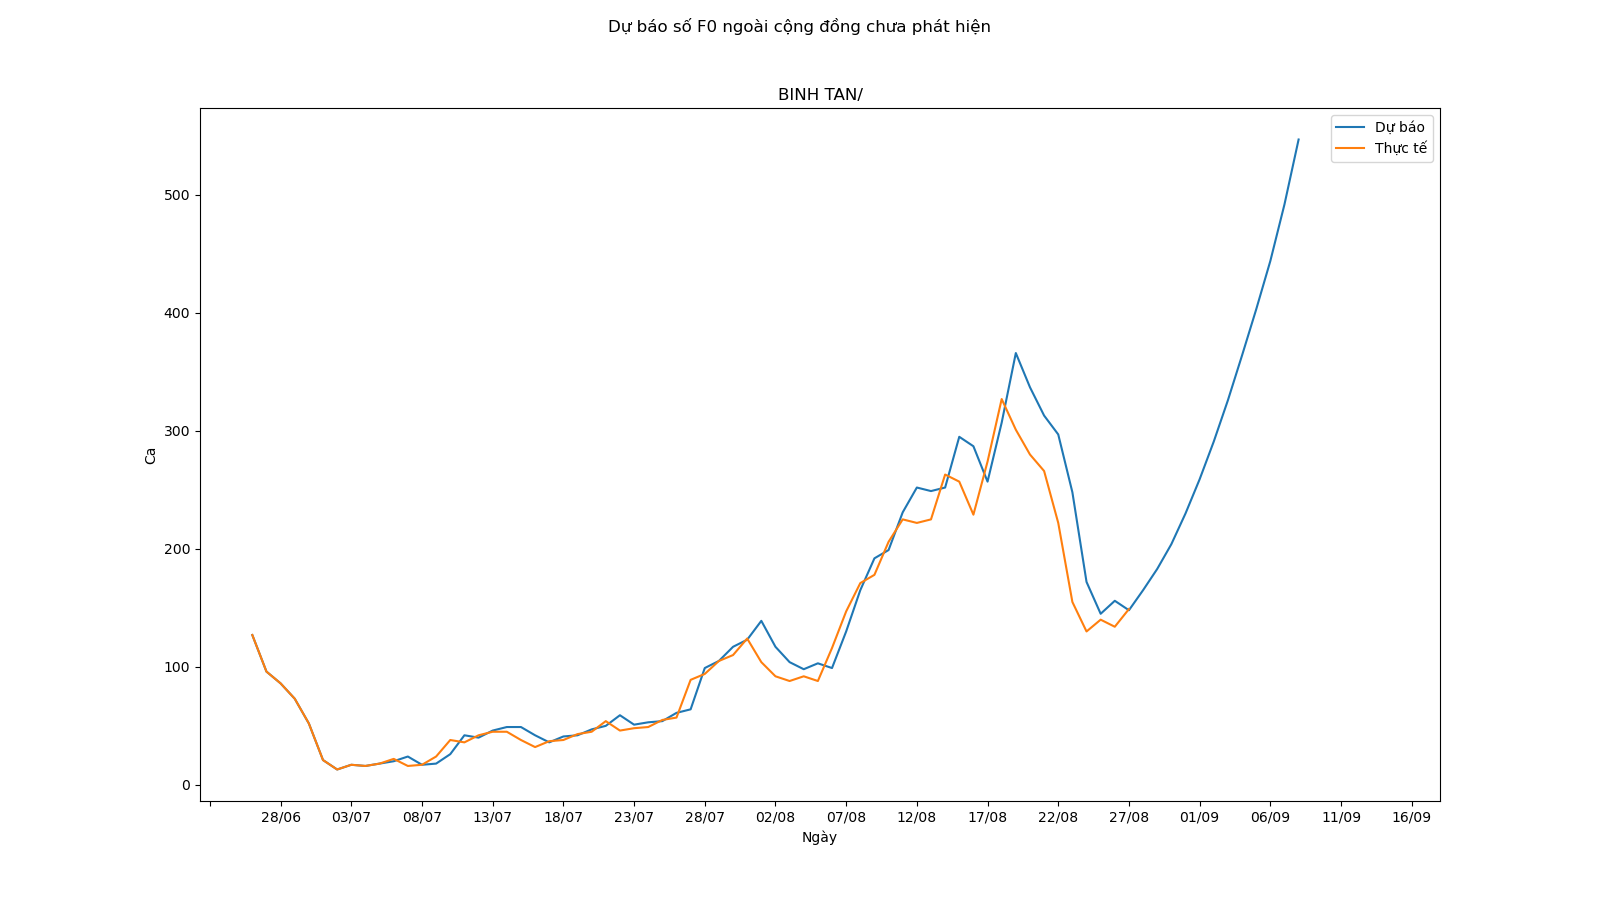 Dự báo số F0 ngoài cộng đồng chưa phát hiện
BINH TAN/
Dự báo
Thực tế
500
400
300
200
100
0
Ca
28/06 03/07 08/07 13/07 18/07 23/07 28/07 02/08 07/08 12/08 17/08 22/08 27/08 01/09 06/09 11/09 16/09
Ngày